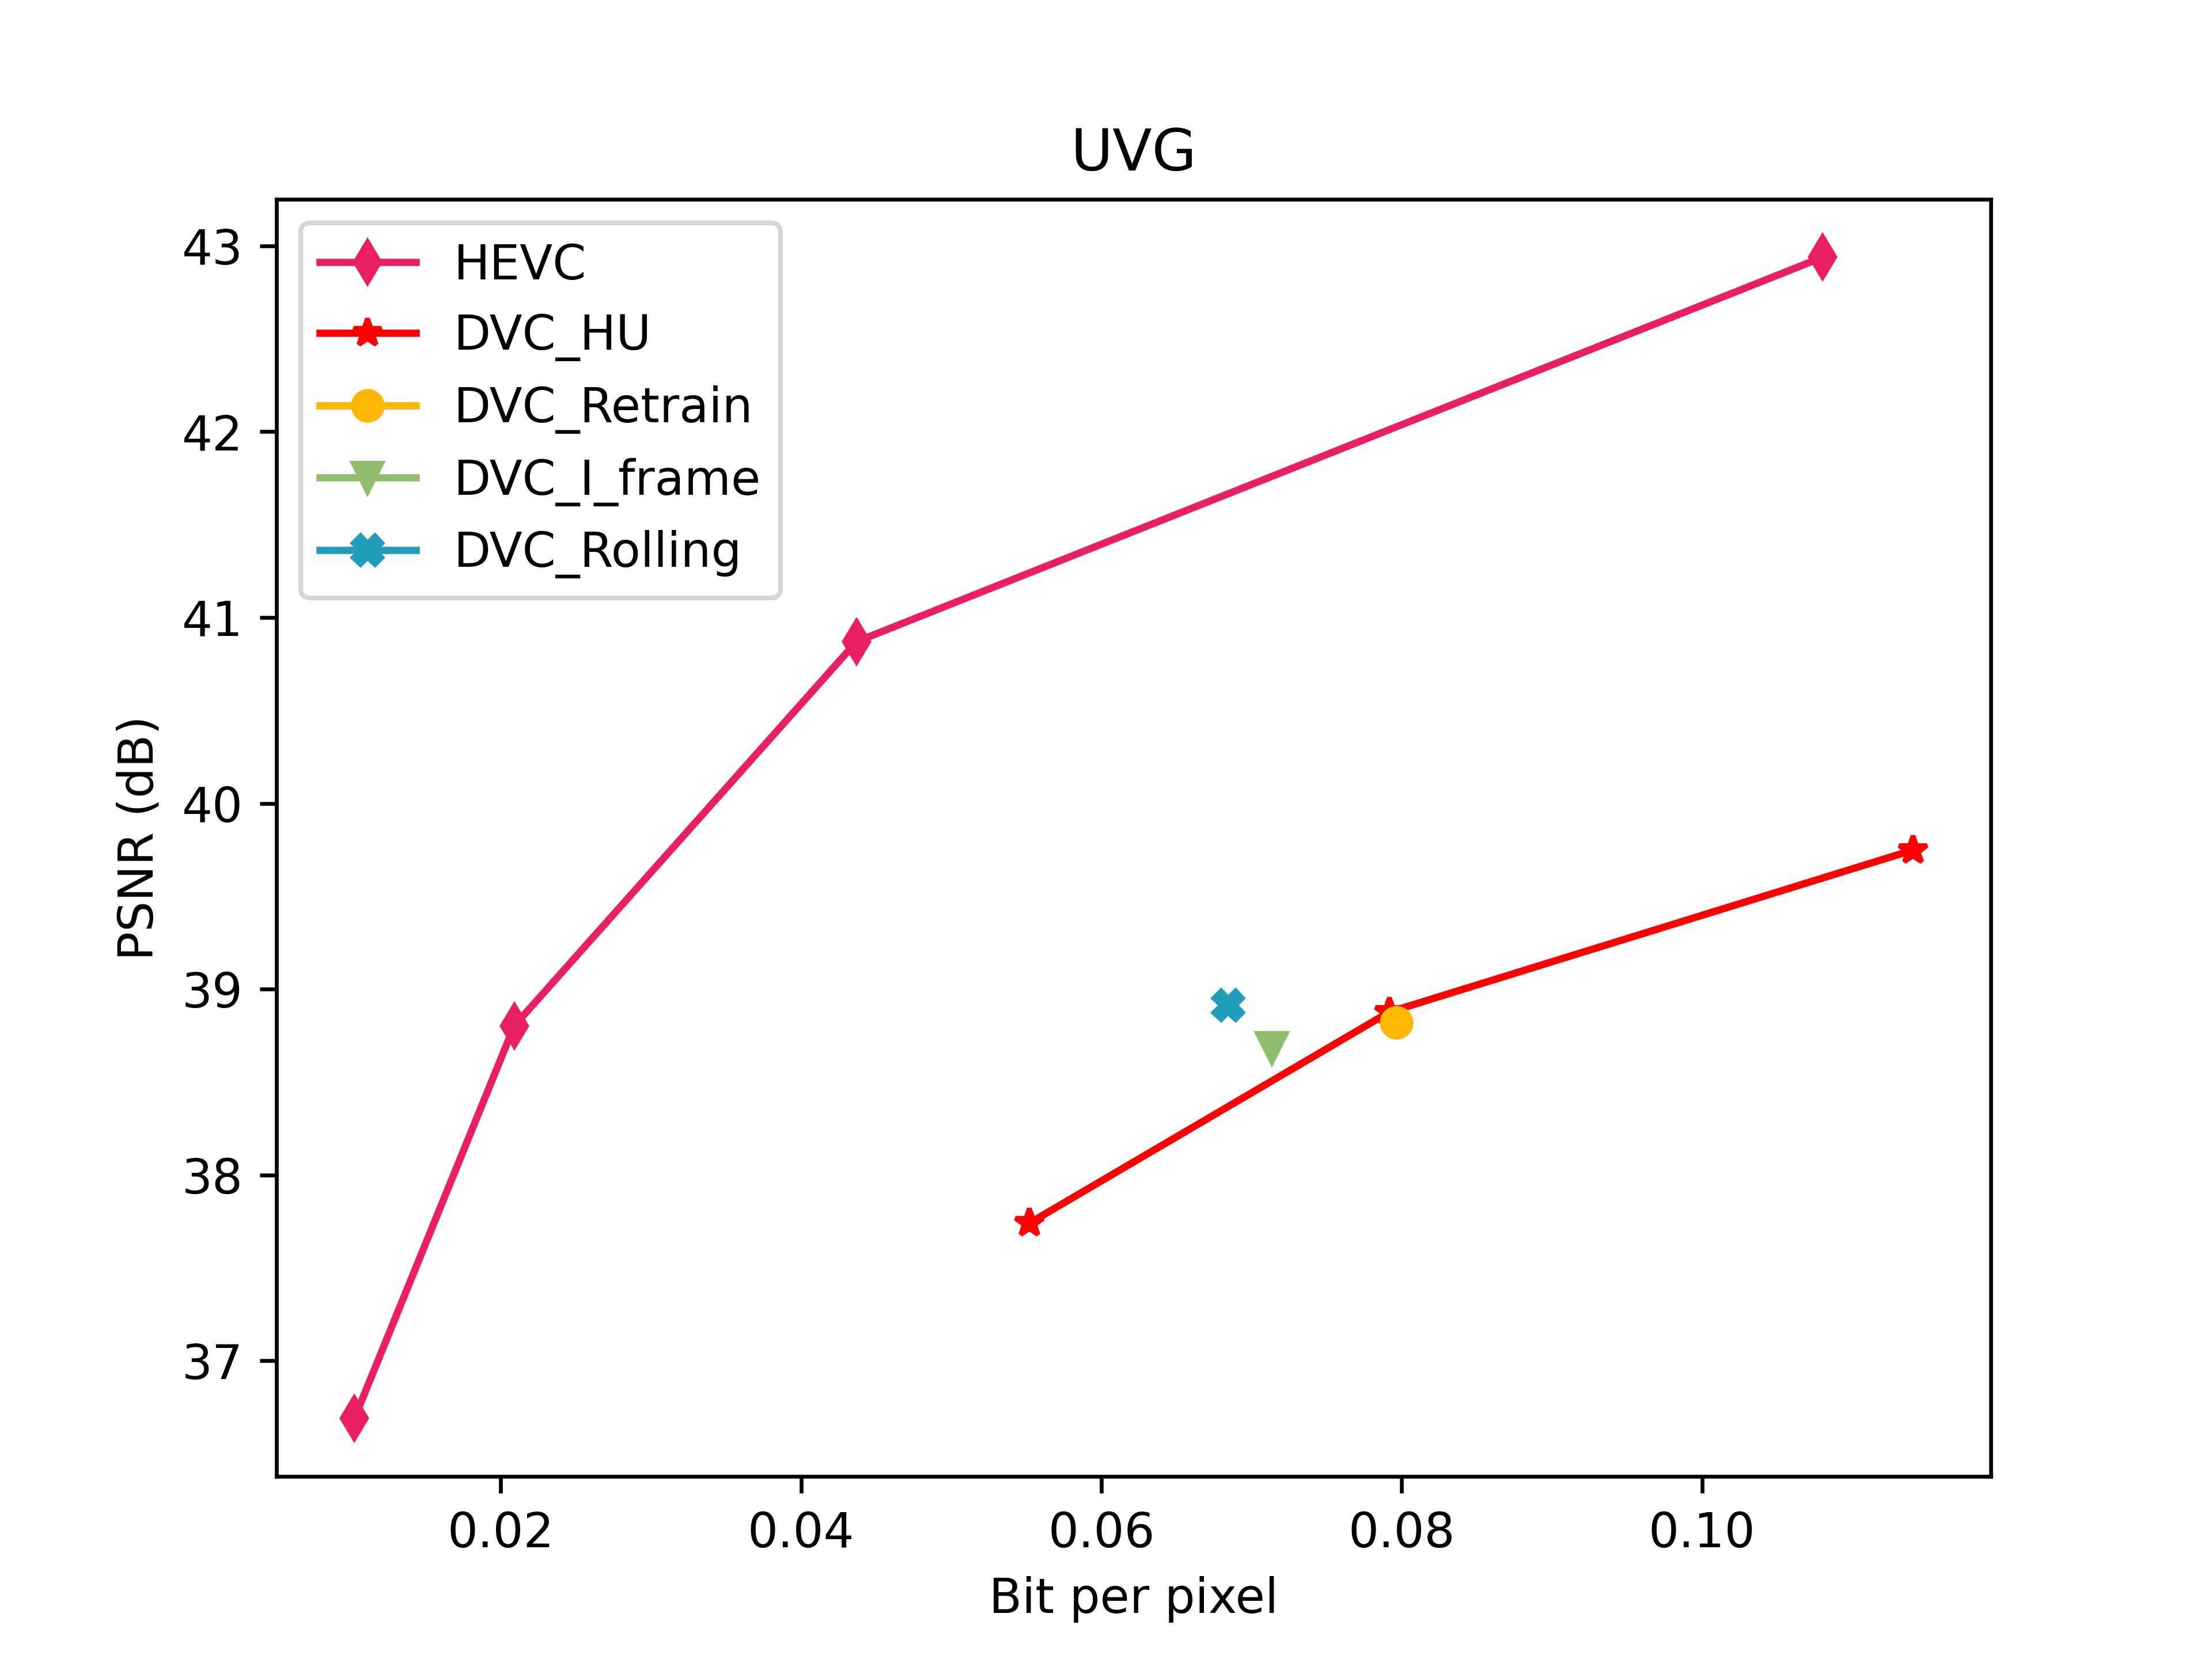 UVG
HEVC
DVC_HU
DVC_Retrain
DVC_I_frame
DVC_Rolling
43
42
41
40
39
38
37
PSNR (dB)
0.02 0.04 0.06 0.08 0.10
Bit per pixel